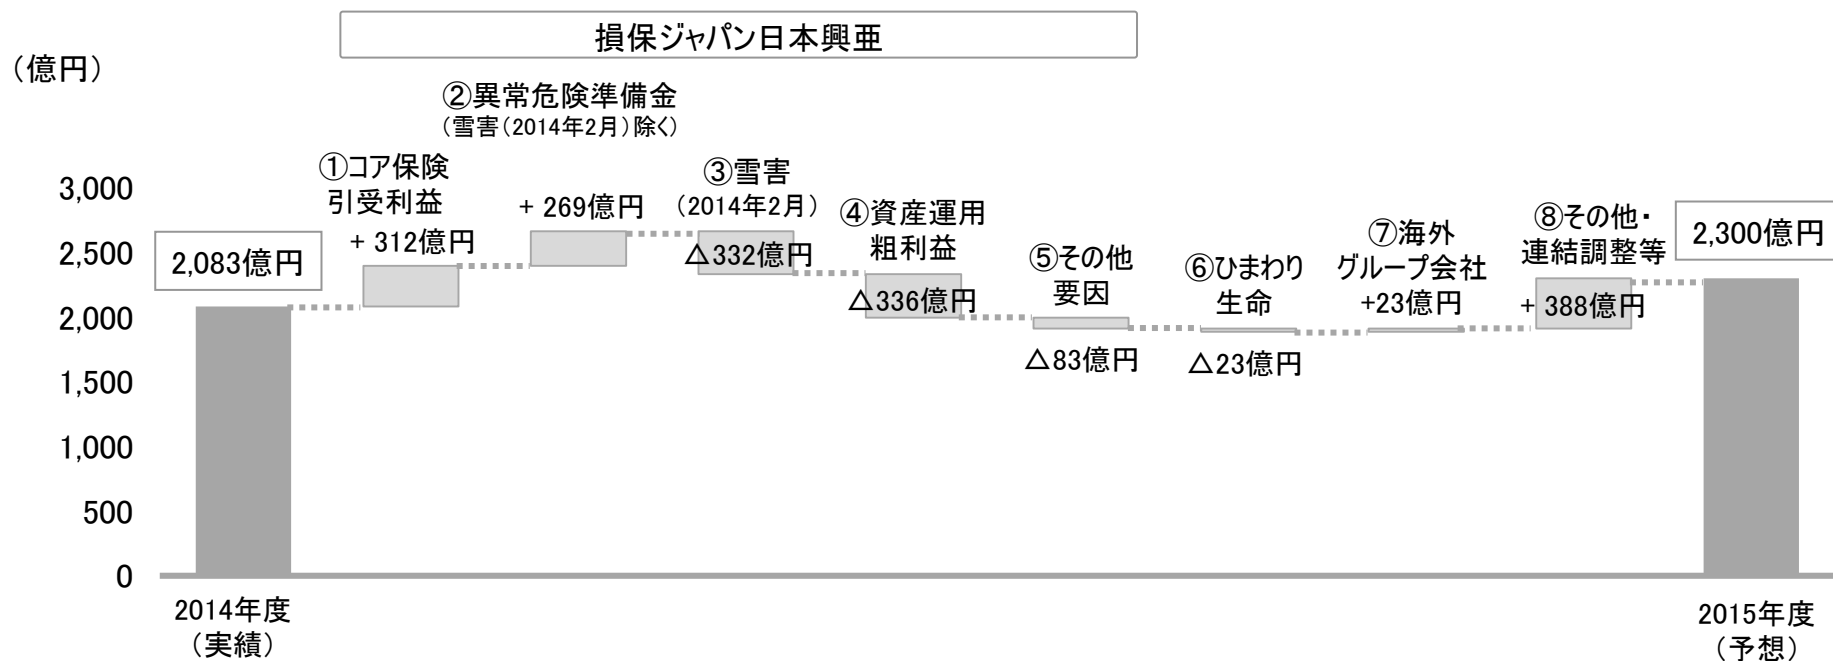 損保ジャパン日本興亜
（億円）
②異常危険準備金
（雪害（2014年2月）除く）
①コア保険
引受利益
+ 312億円
+ 269億円
③雪害
（2014年2月）
△332億円
④資産運用
粗利益
△336億円
⑤その他
要因
△83億円
⑥ひまわり
生命
△23億円
⑦海外
グループ会社
+23億円
⑧その他・
連結調整等
+ 388億円
2,083億円
2,300億円
3,000
2,500
2,000
1,500
1,000
500
0
2014年度
（実績）
2015年度
（予想）